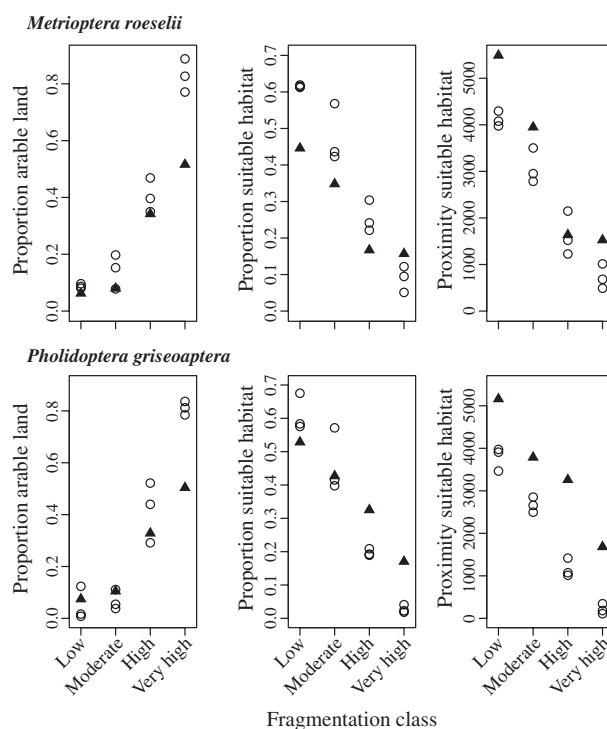 Metrioptera roeselii
Proportion arable land
0.0 0.2 0.4 0.6 0.8
Proportion suitable habitat
0.0 0.1 0.2 0.3 0.4 0.5 0.6 0.7
Proximity suitable habitat
0 1000 2000 3000 4000 5000
Pholidoptera griseoaptera
Proportion arable land
0.0 0.2 0.4 0.6 0.8
Low
Moderate
High
Very high
Proportion suitable habitat
0.0 0.1 0.2 0.3 0.4 0.5 0.6 0.7
Low
Moderate
High
Very high
Proximity suitable habitat
0 1000 2000 3000 4000 5000
Low
Moderate
High
Very high
Fragmentation class